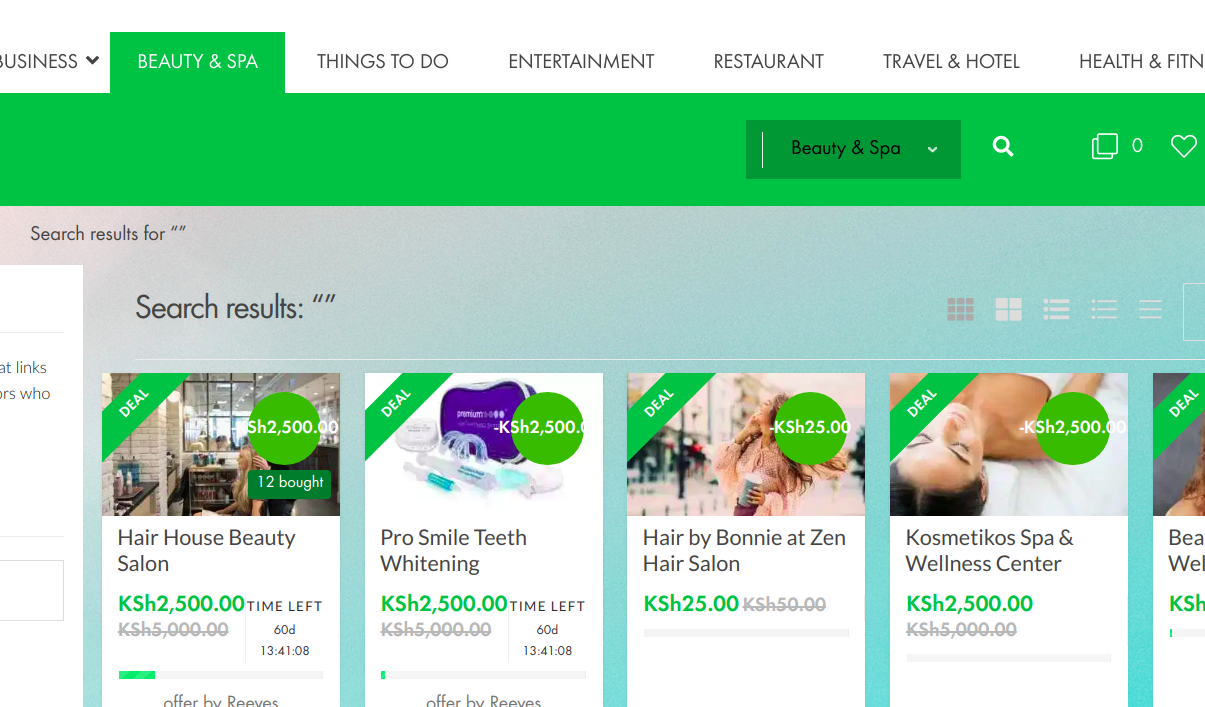 BUSINESS BEAUTY & SPA THINGS TO DO ENTERTAINMENT RESTAURANT TRAVEL & HOTEL HEALTH & FITN
Beauty & Spa 0
Search results for “”
Search results: “”
at links
ors who
DEAL DEAL DEAL DEAL DEAL
-KSh2,500.00 -KSh2,500.0 -KSh25.00 -KSh2,500.00
12 bought
premium
Hair House Beauty
Salon
KSh2,500.00
KSh5,000.00
TIME LEFT
60d
13:41:08
offer by Reeves
Pro Smile Teeth
Whitening
KSh2,500.00
KSh5,000.00
TIME LEFT
60d
13:41:08
offer by Reeves
Hair by Bonnie at Zen
Hair Salon
KSh25.00 KSh50.00
Kosmetikos Spa &
Wellness Center
KSh2,500.00
KSh5,000.00
Bea
Wel
KSh